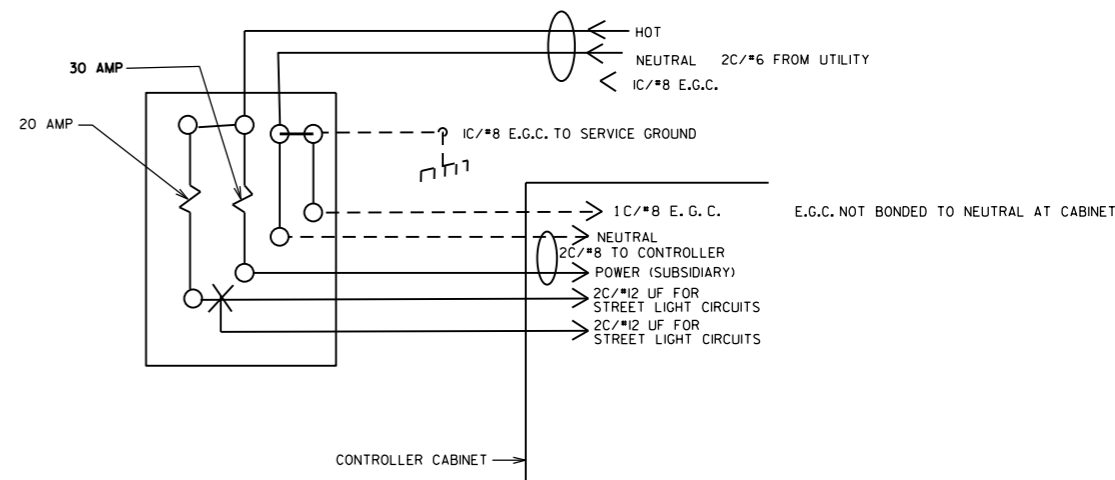 HOT
30 AMP
NEUTRAL 2C/#6 FROM UTILITY
1C/#8 E.G.C.
20 AMP
1C/#8 E.G.C. TO SERVICE GROUND
1C/#8 E.G.C. E.G.C. NOT BONDED TO NEUTRAL AT CABINET
NEUTRAL
2C/#8 TO CONTROLLER
POWER (SUBSIDIARY)
2C/#12 UF FOR
STREET LIGHT CIRCUITS
2C/#12 UF FOR
STREET LIGHT CIRCUITS
CONTROLLER CABINET